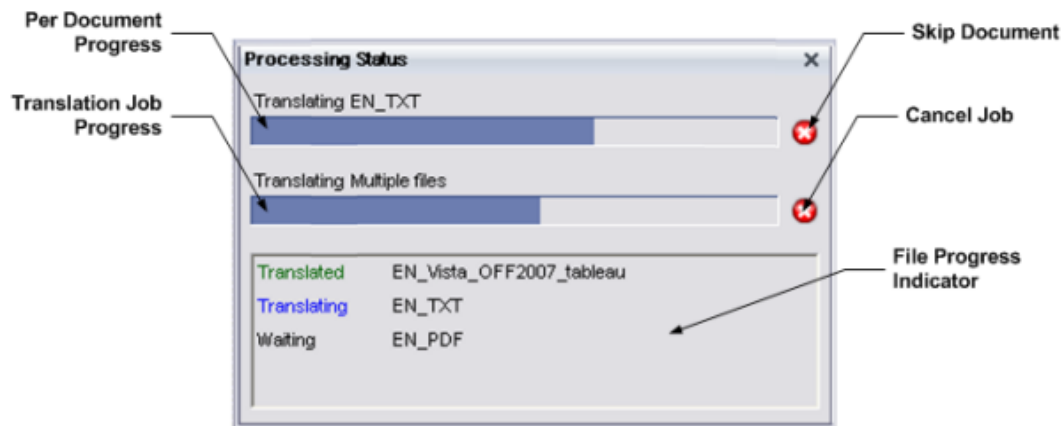 Per Document
Progress
Skip Document
Processing Status
Translating EN_TXT
Translation Job
Progress
Cancel Job
Translating Multiple files
Translated EN_Vista_OFF2007_tableau
Translating EN_TXT
Waiting EN_PDF
File Progress
Indicator